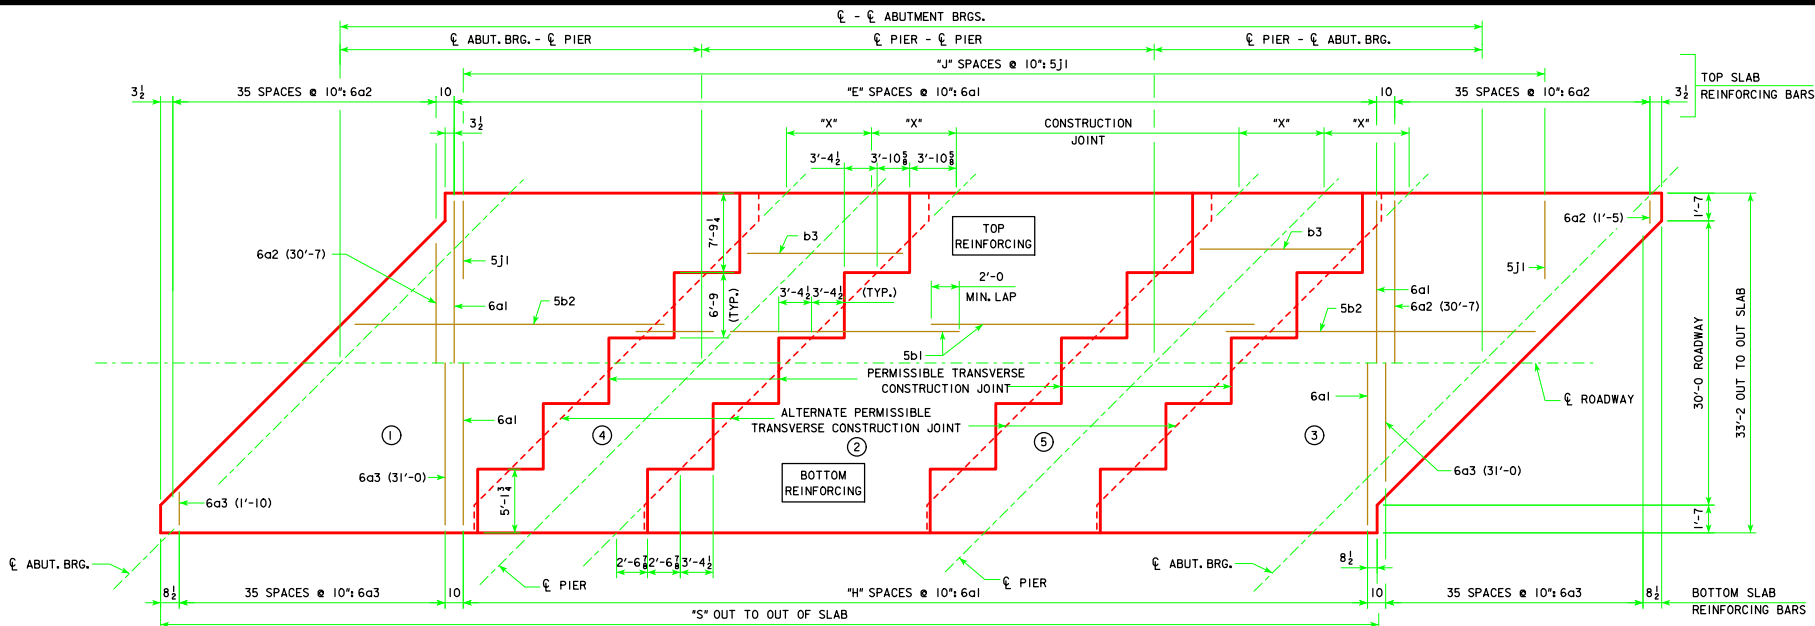 ℄ - ℄ ABUTMENT BRGS.
℄ ABUT. BRG. - ℄ PIER
℄ PIER - ℄ PIER
℄ PIER - ℄ ABUT. BRG.
"J" SPACES @ 10": 5j1
TOP SLAB
REINFORCING BARS
3½
35 SPACES @ 10": 6a2
10
"E" SPACES @ 10": 6a1
10
35 SPACES @ 10": 6a2
3½
3½
"X"
"X"
CONSTRUCTION
JOINT
"X"
"X"
3'-4½
3'-10⅝
3'-10⅝
7'-9¼
TOP
REINFORCING
1'-7
6a2 (1'-5)
6a2 (30'-7)
b3
b3
5j1
5j1
2'-0
MIN. LAP
6a1
6a1
6a2 (30'-7)
3'-4½
3'-4½
(TYP.)
6'-9
(TYP.)
5b2
5b2
5b1
30'-0 ROADWAY
33'-2 OUT TO OUT SLAB
PERMISSIBLE TRANSVERSE
CONSTRUCTION JOINT
6a1
℄ ROADWAY
ALTERNATE PERMISSIBLE
TRANSVERSE CONSTRUCTION JOINT
6a1
1
4
2
5
3
6a3 (31'-0)
BOTTOM
REINFORCING
6a3 (31'-0)
6a3 (1'-10)
5'-1¾
1'-7
℄ ABUT. BRG.
2'-6⅞
2'-6⅞
3'-4½
℄ PIER
℄ PIER
℄ ABUT. BRG.
8½
8½
35 SPACES @ 10": 6a3
10
"H" SPACES @ 10": 6a1
10
35 SPACES @ 10": 6a3
8½
BOTTOM SLAB
REINFORCING BARS
"S" OUT TO OUT OF SLAB